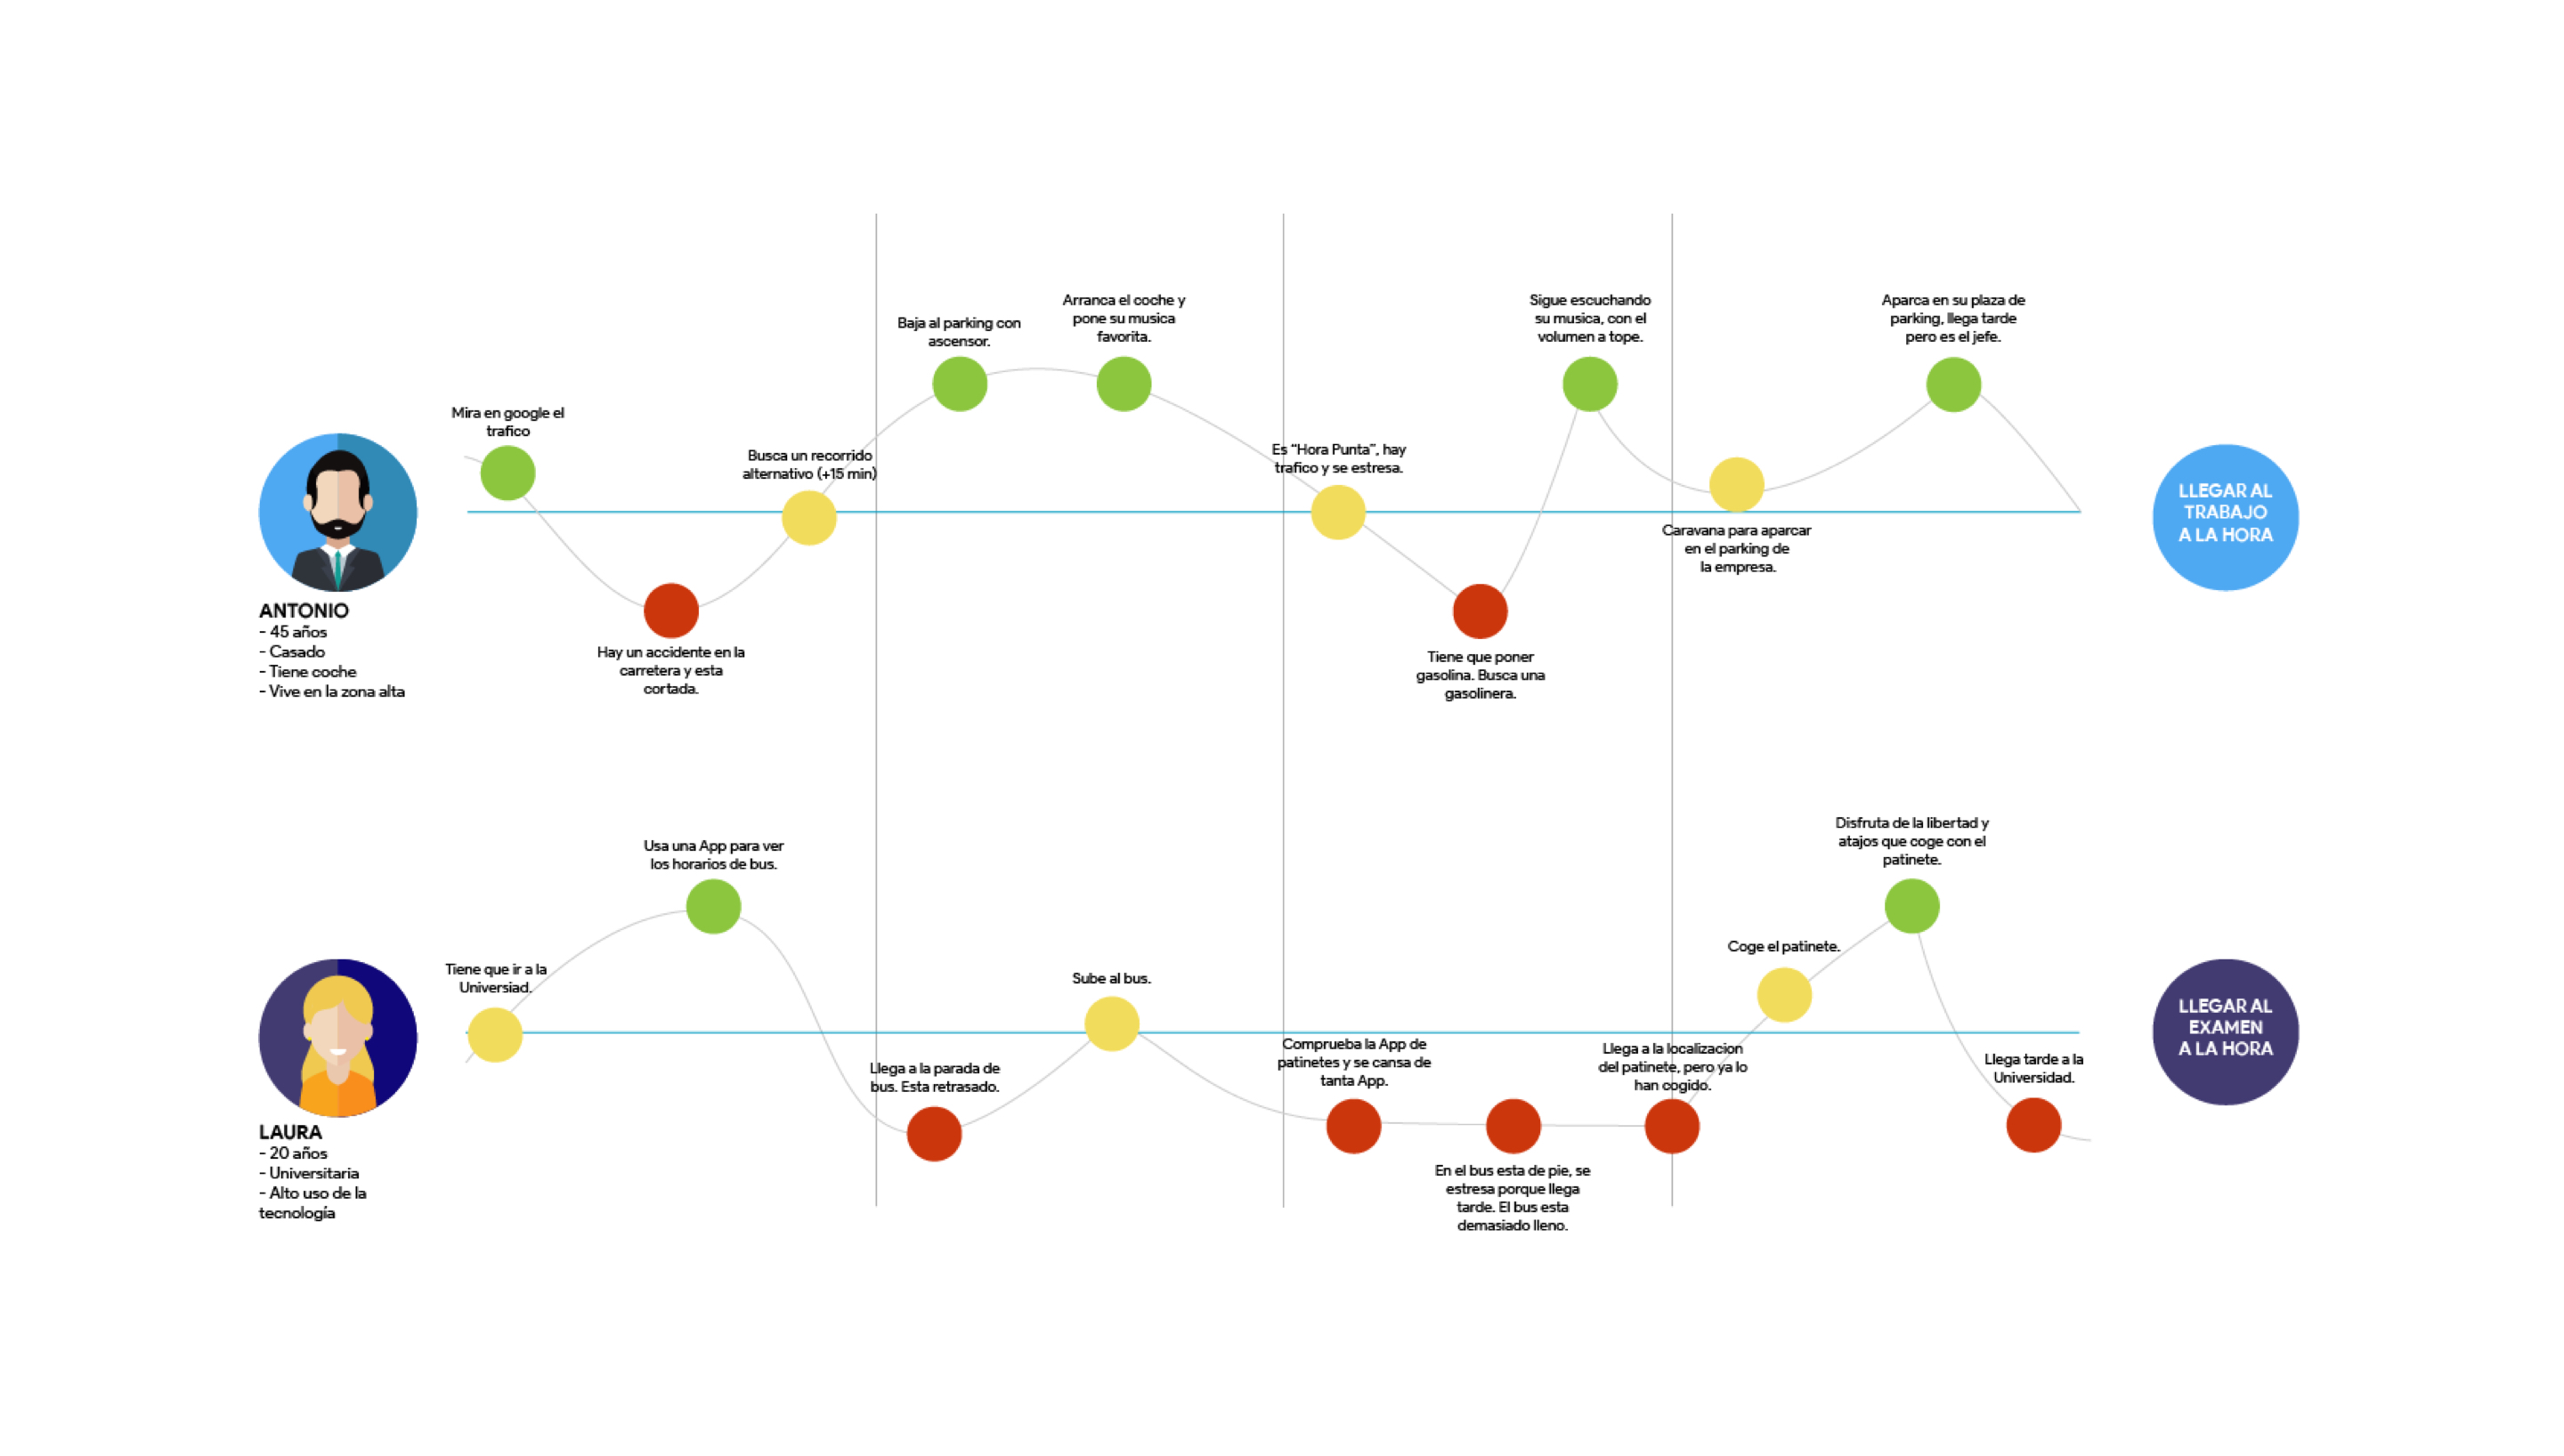 Mira en google el
trafico
Hay un accidente en la
carretera y esta
cortada.
Busca un recorrido
alternativo (+15 min)
Baja al parking con
ascensor.
Arranca el coche y
pone su musica
favorita.
Es “Hora Punta”, hay
trafico y se estresa.
Tiene que poner
gasolina. Busca una
gasolinera.
Sigue escuchando
su musica, con el
volumen a tope.
Caravana para aparcar
en el parking de
la empresa.
Aparca en su plaza de
parking, llega tarde
pero es el jefe.
LLEGAR AL
TRABAJO
A LA HORA
ANTONIO
- 45 años
- Casado
- Tiene coche
- Vive en la zona alta
Tiene que ir a la
Universiad.
Usa una App para ver
los horarios de bus.
Llega a la parada de
bus. Esta retrasado.
Sube al bus.
Comprueba la App de
patinetes y se cansa de
tanta App.
En el bus esta de pie, se
estresa porque llega
tarde. El bus esta
demasiado lleno.
Llega a la localizacion
del patinete, pero ya lo
han cogido.
Coge el patinete.
Disfruta de la libertad y
atajos que coge con el
patinete.
Llega tarde a la
Universidad.
LLEGAR AL
EXAMEN
A LA HORA
LAURA
- 20 años
- Universitaria
- Alto uso de la
tecnología